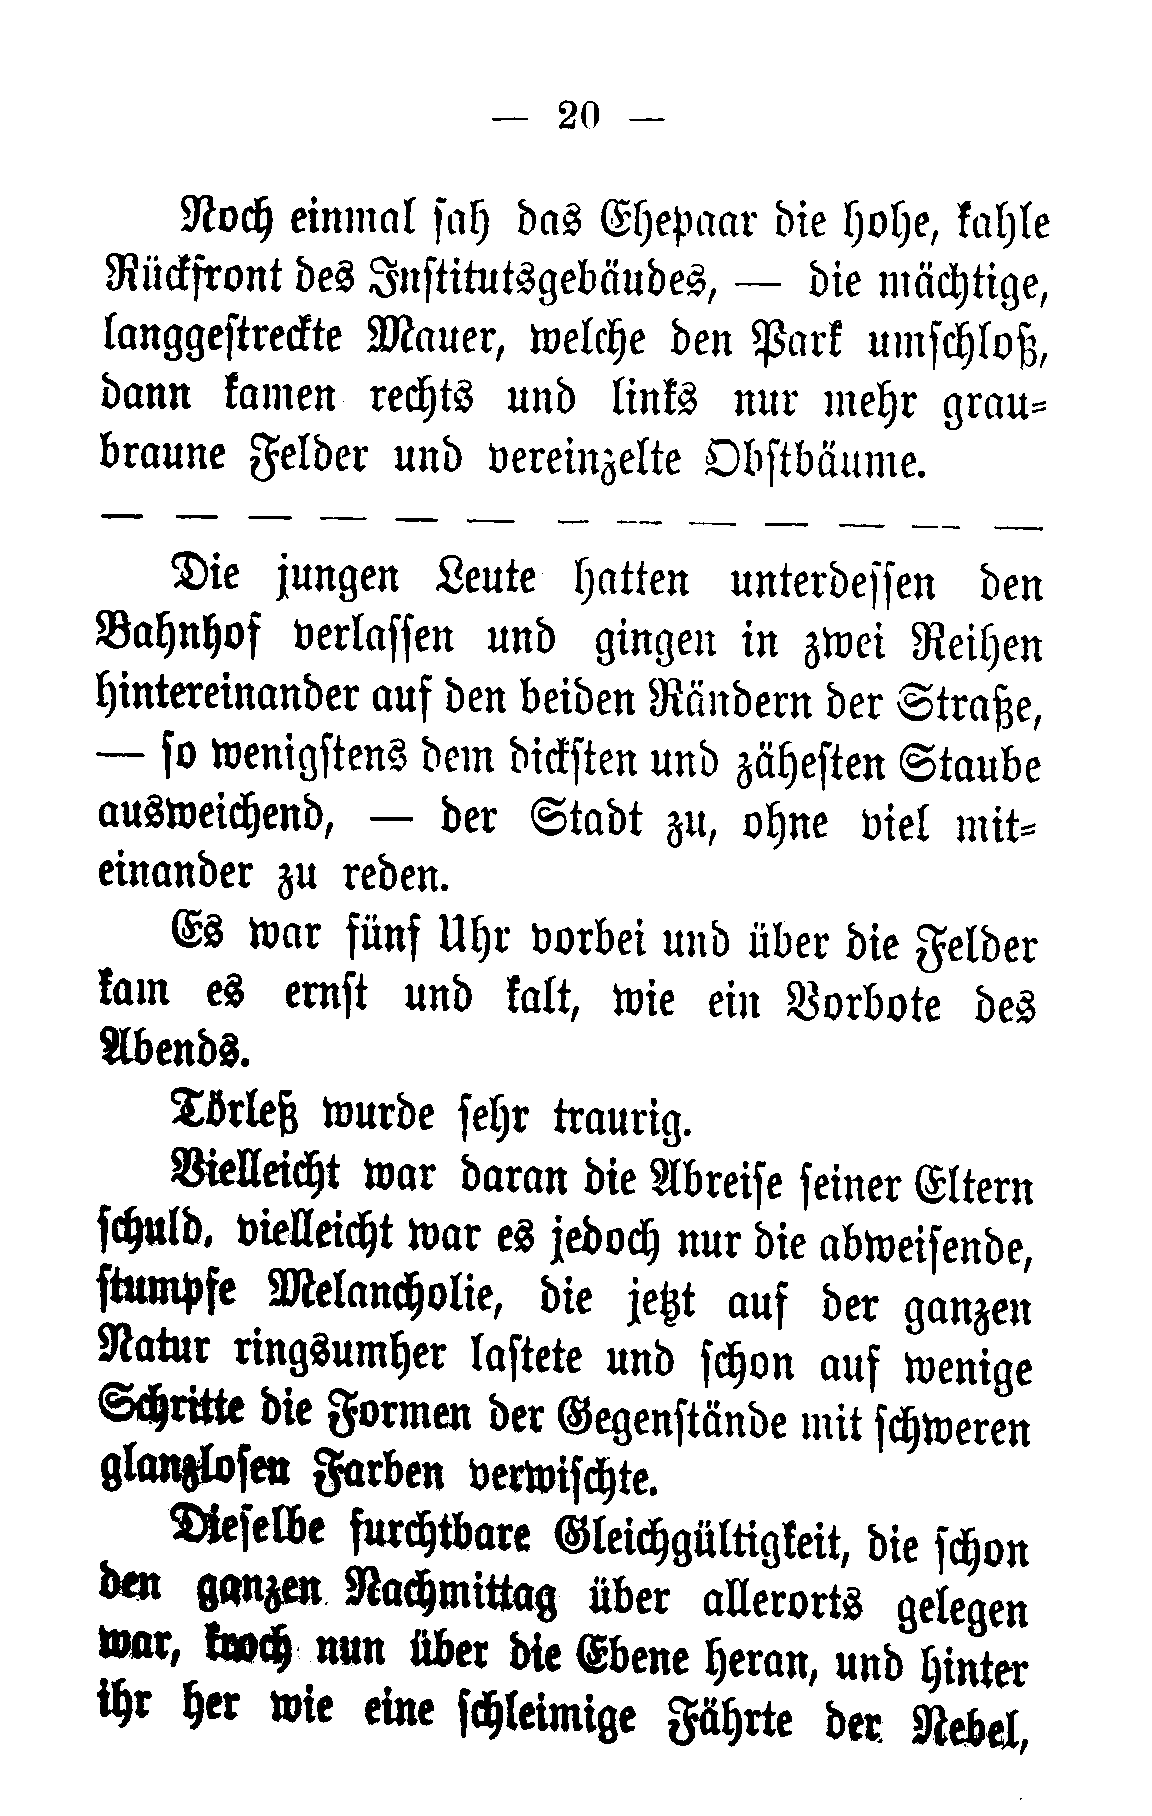 — 20 —
Noch einmal sah das Ehepaar die hohe, kahle
Rückfront des Institutsgebäudes, — die mächtige,
langgestreckte Mauer, welche den Park umschloß,
dann kamen rechts und links nur mehr grau-
braune Felder und vereinzelte Obstbäume.
— — — — — — — — — — — — —
Die jungen Leute hatten unterdessen den
Bahnhof verlassen und gingen in zwei Reihen
hintereinander auf den beiden Rändern der Straße,
— so wenigstens dem dicksten und zähesten Staube
ausweichend, — der Stadt zu, ohne viel mit-
einander zu reden.
Es war fünf Uhr vorbei und über die Felder
kam es ernst und kalt, wie ein Vorbote des
Abends.
Törleß wurde sehr traurig.
Vielleicht war daran die Abreise seiner Eltern
schuld, vielleicht war es jedoch nur die abweisende,
stumpfe Melancholie, die jetzt auf der ganzen
Natur ringsumher lastete und schon auf wenige
Schritte die Formen der Gegenstände mit schweren
glanzlosen Farben verwischte.
Dieselbe furchtbare Gleichgültigkeit, die schon
den ganzen Nachmittag über allerorts gelegen
war, kroch nun über die Ebene heran, und hinter
ihr her wie eine schleimige Fährte der Nebel,